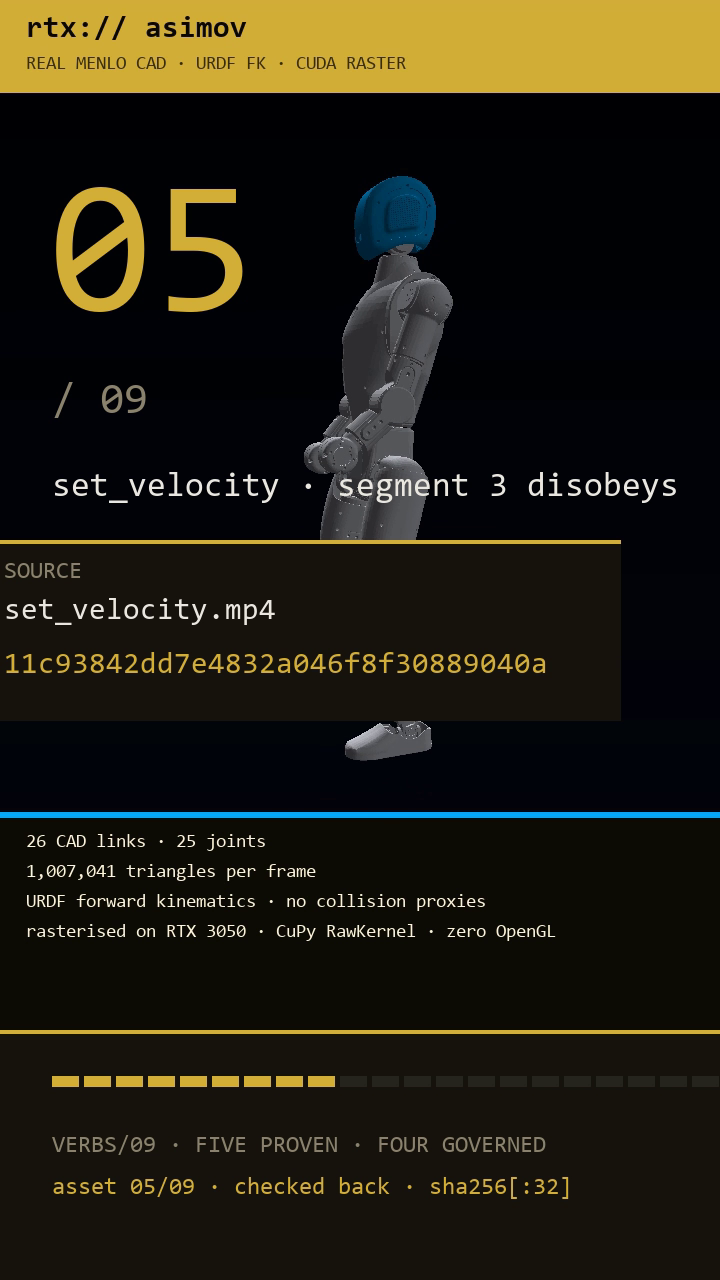 rtx:// asimov
REAL MENLO CAD · URDF FK · CUDA RASTER
05
/ 09
set_velocity · segment 3 disobeys
SOURCE
set_velocity.mp4
11c93842dd7e4832a046f8f30889040a
26 CAD links · 25 joints
1,007,041 triangles per frame
URDF forward kinematics · no collision proxies
rasterised on RTX 3050 · CuPy RawKernel · zero OpenGL
VERBS/09 · FIVE PROVEN · FOUR GOVERNED
asset 05/09 · checked back · sha256[:32]